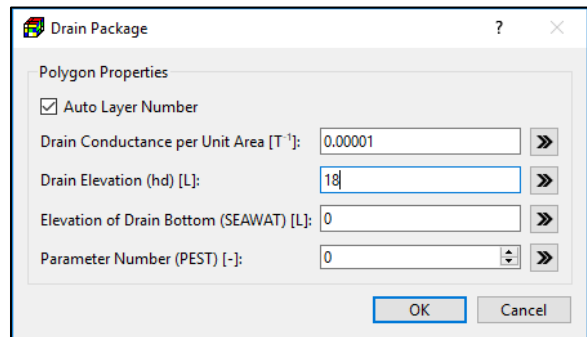 Drain Package ?
Polygon Properties
Auto Layer Number
Drain Conductance per Unit Area [T⁻¹]: 0.00001
Drain Elevation (hd) [L]: 18
Elevation of Drain Bottom (SEAWAT) [L]: 0
Parameter Number (PEST) [-]: 0
OK Cancel